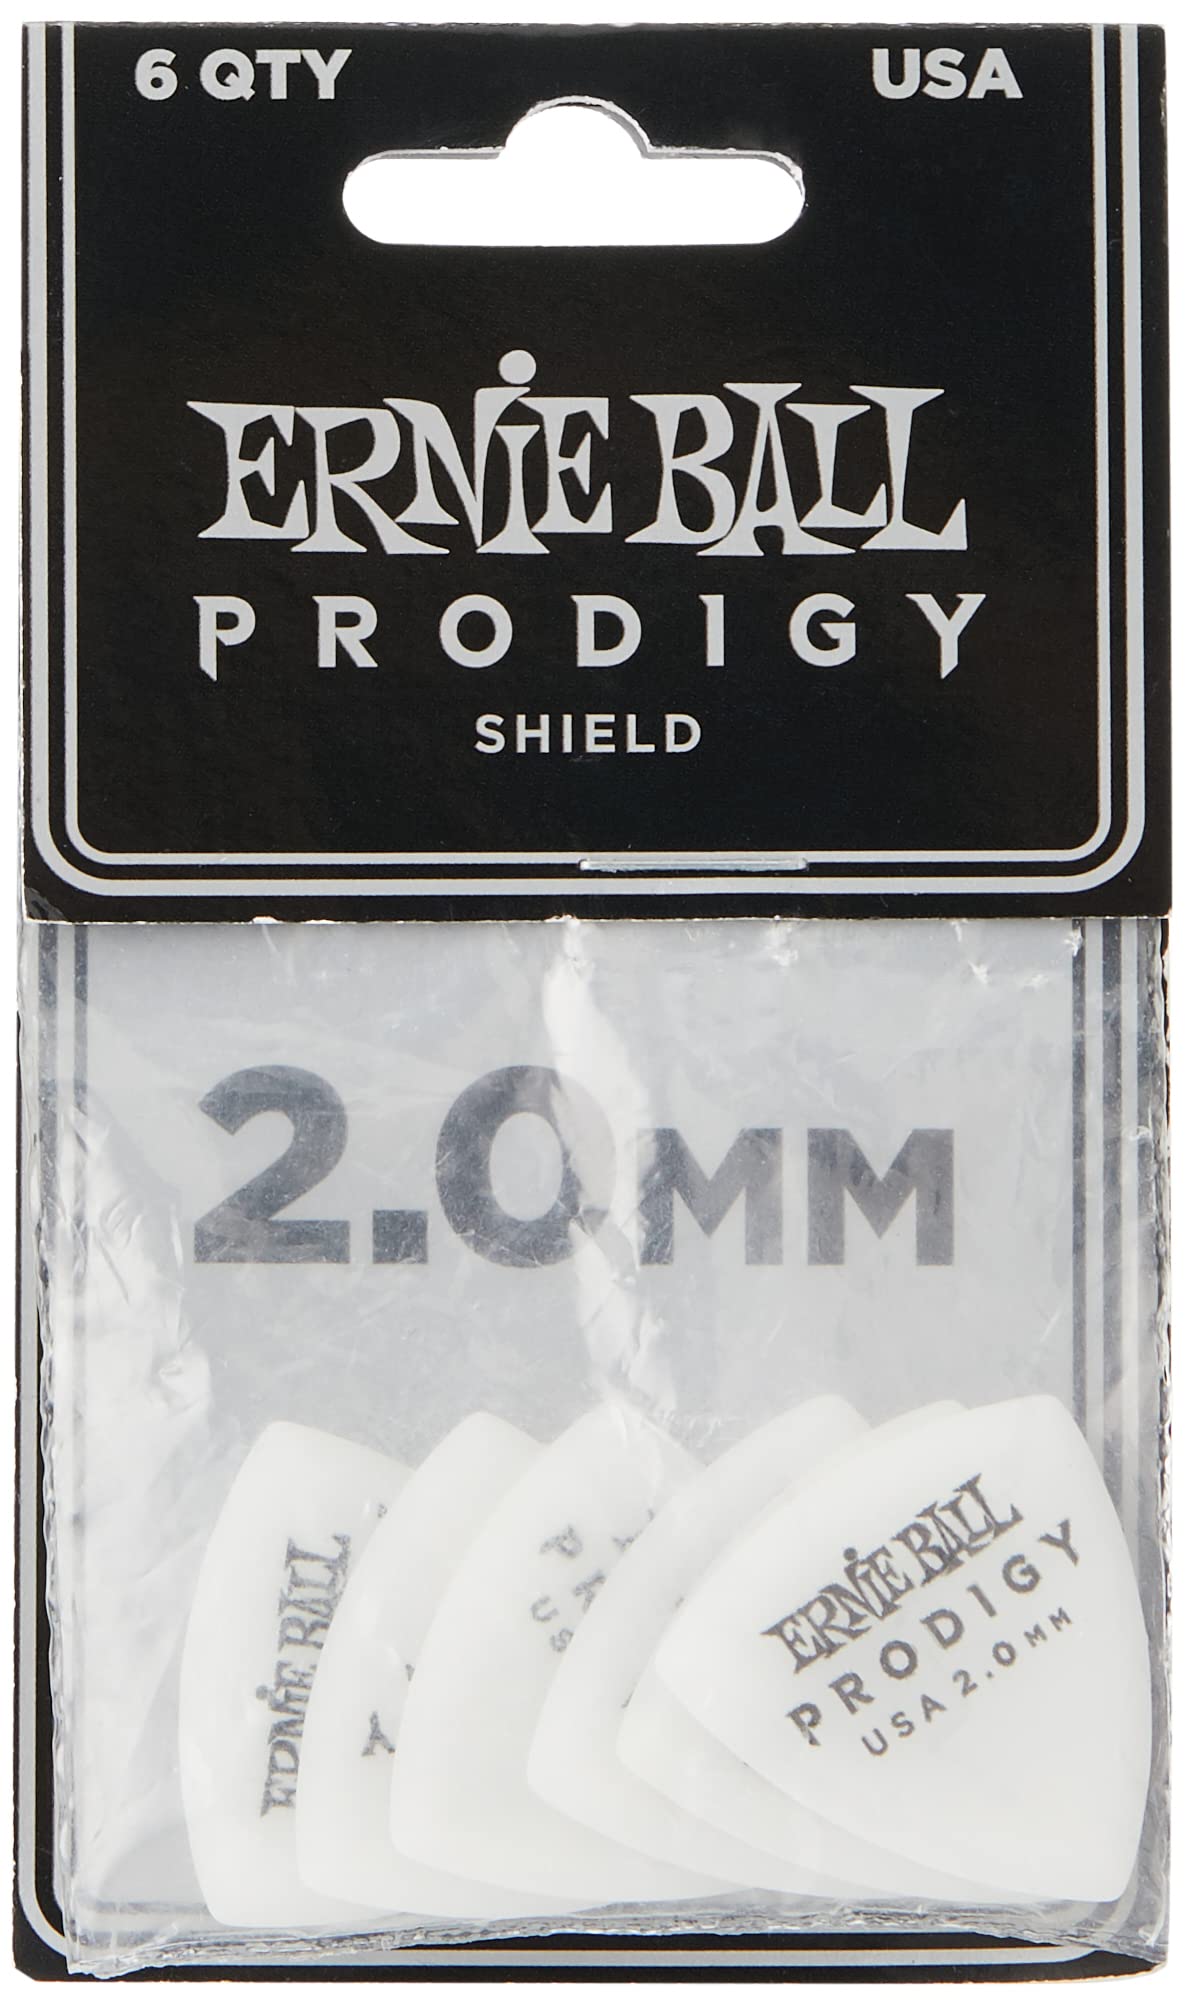 6 QTY
USA
ERNiE BALL
PRODIGY
SHIELD
2.0MM
ERNiE BALL
ERNiE BALL
PRODIGY
USA 2.0MM